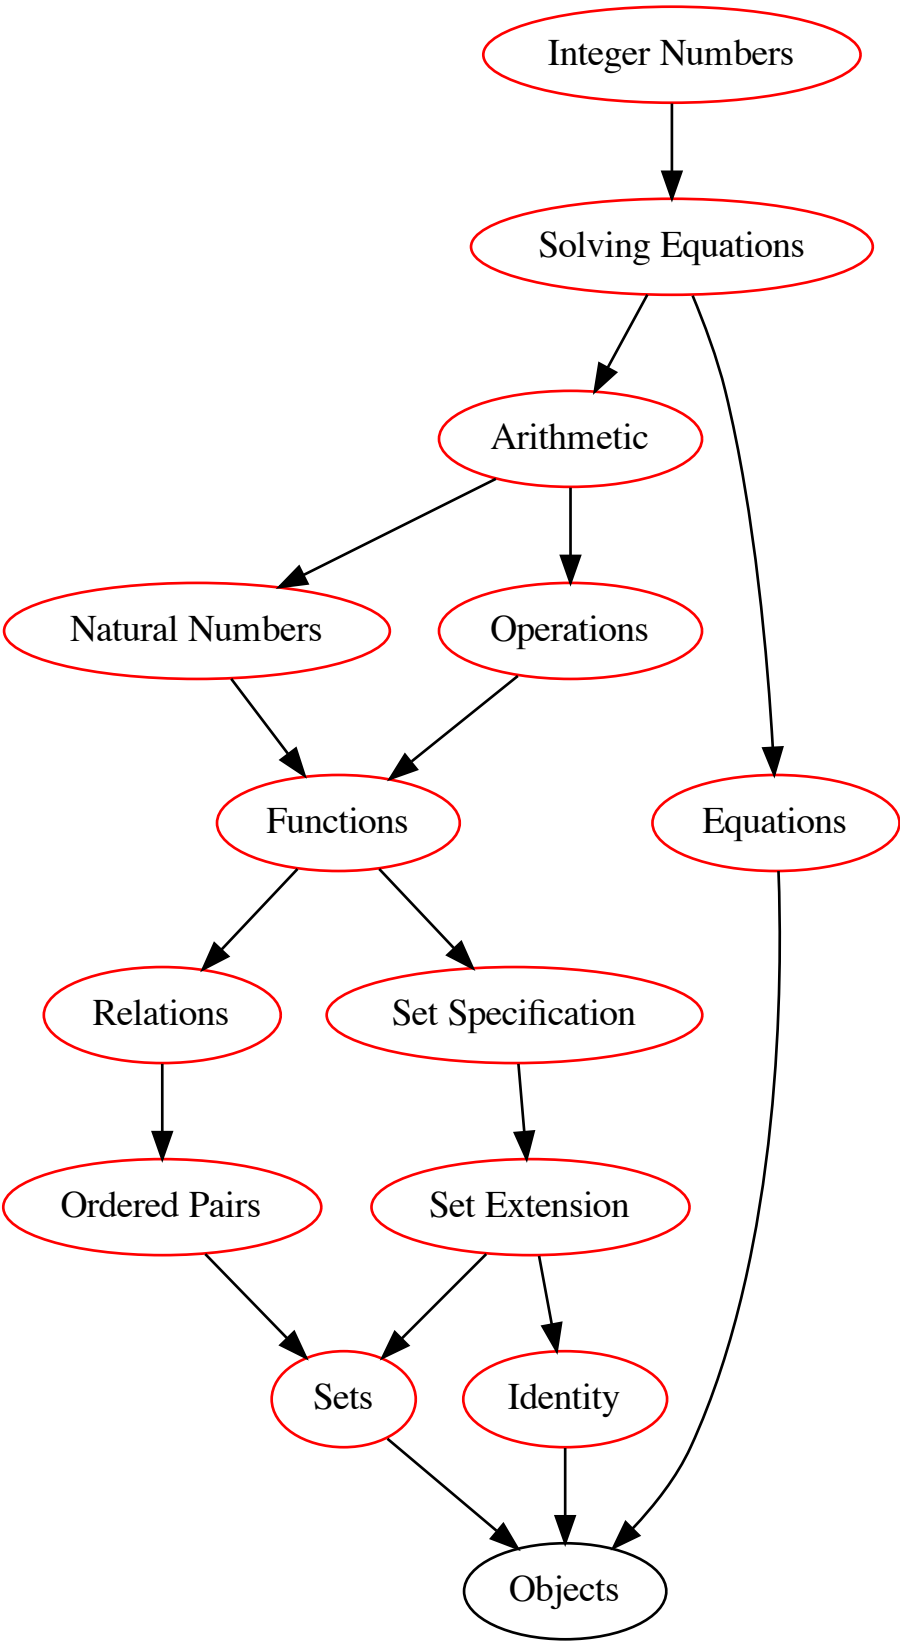 Integer Numbers
Solving Equations
Arithmetic
Natural Numbers
Operations
Functions
Equations
Relations
Set Specification
Ordered Pairs
Set Extension
Sets
Identity
Objects